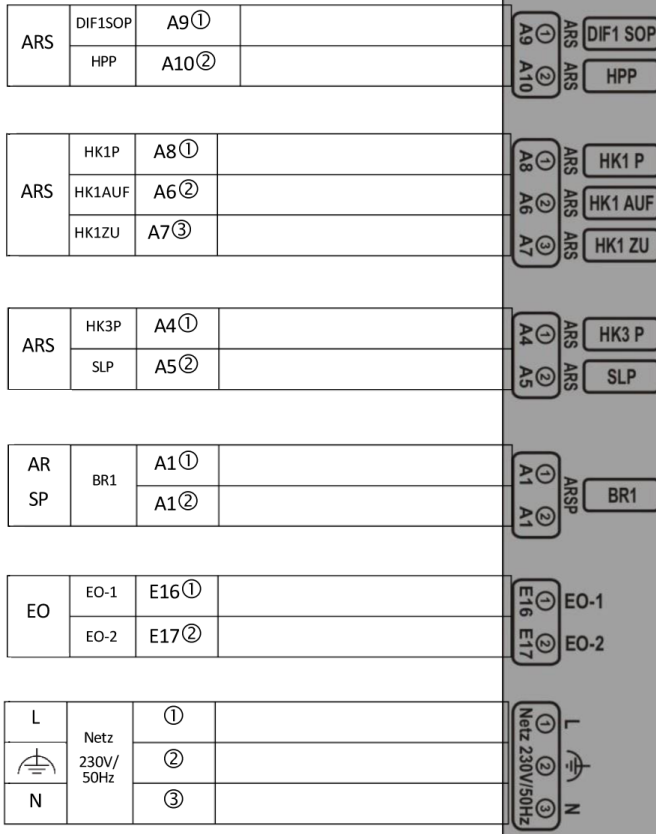 ARS DIF1SOP A9① A9 ① ARS DIF1 SOP
HPP A10② A10 ② ARS HPP
HK1P A8① A8 ① ARS HK1 P
ARS HK1AUF A6② A6 ② ARS HK1 AUF
HK1ZU A7③ A7 ③ ARS HK1 ZU
ARS HK3P A4① A4 ① ARS HK3 P
SLP A5② A5 ② ARS SLP
AR SP BR1 A1① A1 ① ARSP BR1
A1② A1 ②
EO EO-1 E16① E16 ① EO-1
EO-2 E17② E17 ② EO-2
L Netz 230V/ 50Hz ① Netz 230V/50Hz ① L
② ②
N ③ ③ N